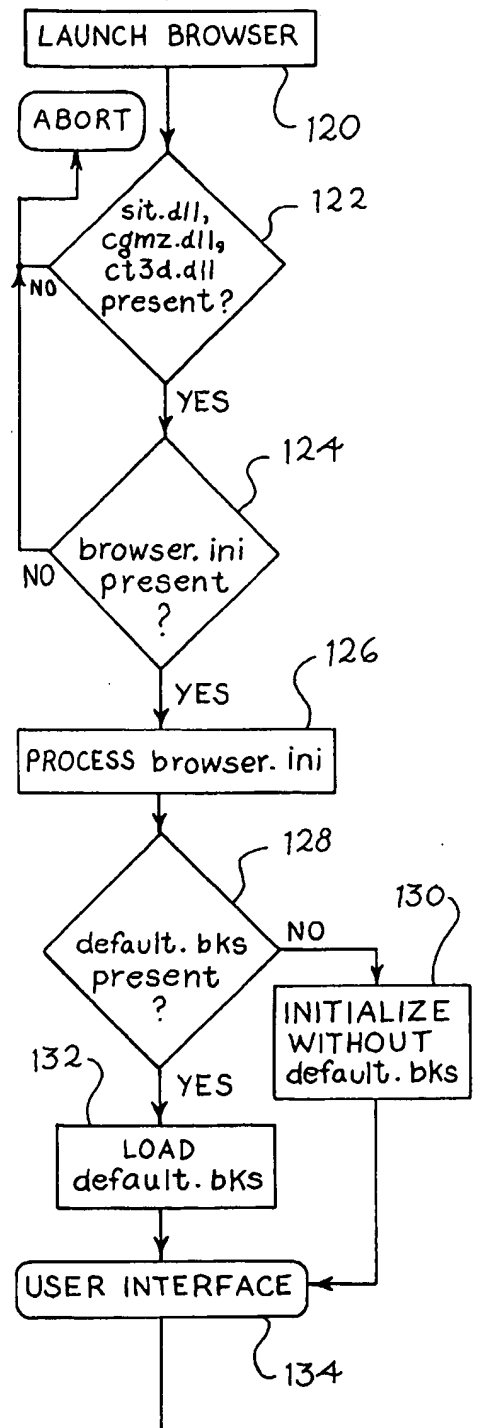 LAUNCH BROWSER
120
ABORT
sit.dll,
cgmz.dll,
ct3d.dll
present?
122
NO
YES
124
browser.ini
present
?
NO
YES
126
PROCESS browser.ini
128
default.bks
present
?
NO
130
INITIALIZE
WITHOUT
default.bks
132
YES
LOAD
default.bks
USER INTERFACE
134